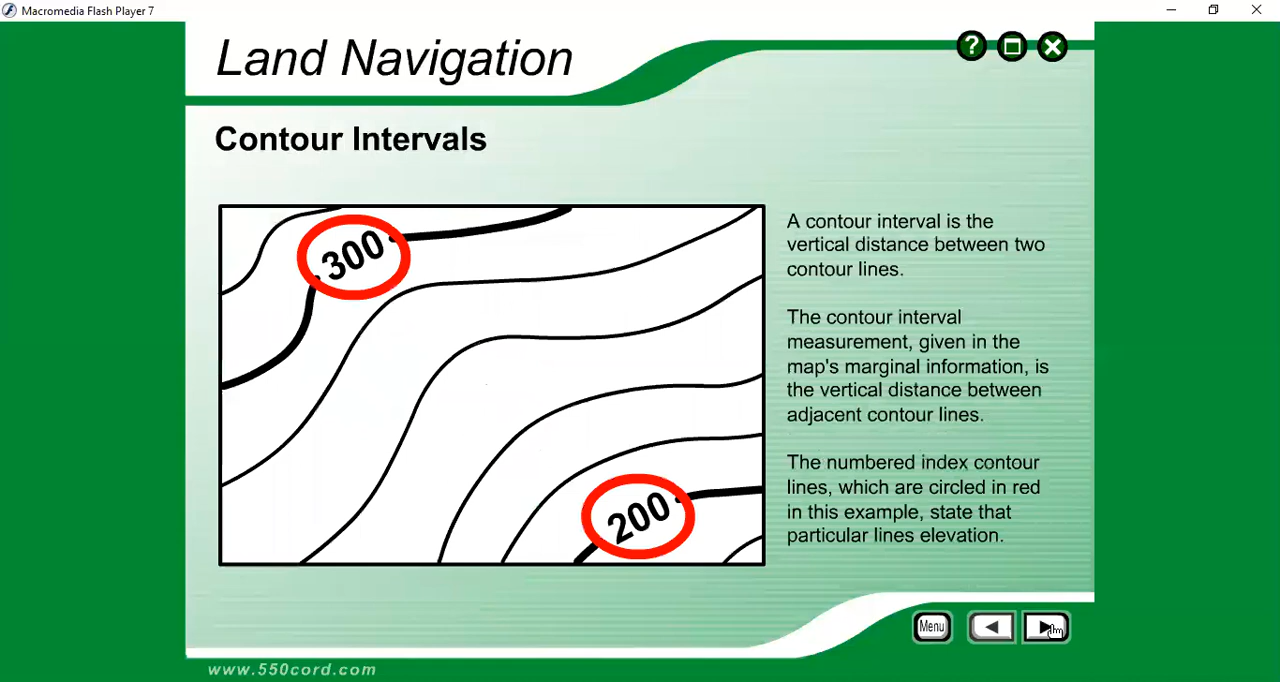 Macromedia Flash Player 7
Land Navigation
?
Contour Intervals
300
200
A contour interval is the
vertical distance between two
contour lines.
The contour interval
measurement, given in the
map's marginal information, is
the vertical distance between
adjacent contour lines.
The numbered index contour
lines, which are circled in red
in this example, state that
particular lines elevation.
Menu
www.550cord.com